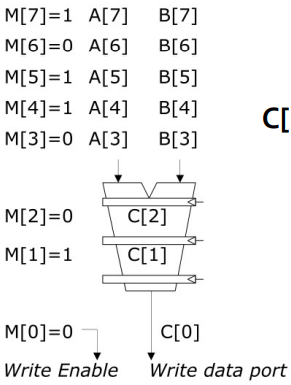 M[7]=1 A[7] B[7]
M[6]=0 A[6] B[6]
M[5]=1 A[5] B[5]
M[4]=1 A[4] B[4]
M[3]=0 A[3] B[3]
C[
M[2]=0 C[2]
M[1]=1 C[1]
M[0]=0 C[0]
Write Enable Write data port